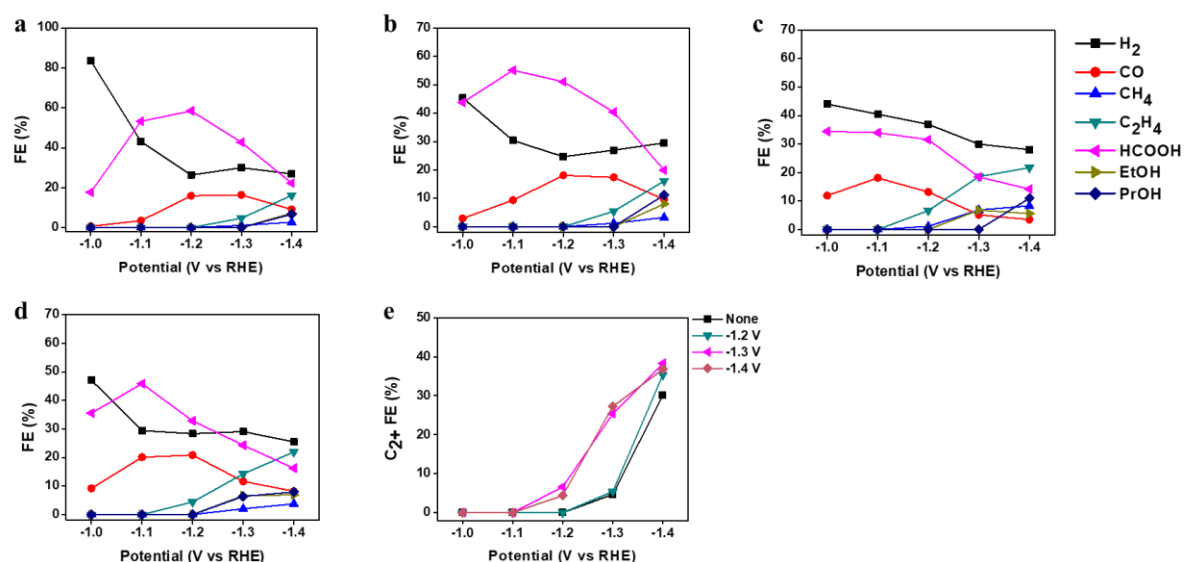 a
100
80
60
40
20
0
FE (%)
-1.0 -1.1 -1.2 -1.3 -1.4
Potential (V vs RHE)
b
70
60
50
40
30
20
10
0
FE (%)
-1.0 -1.1 -1.2 -1.3 -1.4
Potential (V vs RHE)
c
70
60
50
40
30
20
10
0
FE (%)
-1.0 -1.1 -1.2 -1.3 -1.4
Potential (V vs RHE)
H2
CO
CH4
C2H4
HCOOH
EtOH
PrOH
d
70
60
50
40
30
20
10
0
FE (%)
-1.0 -1.1 -1.2 -1.3 -1.4
Potential (V vs RHE)
e
50
40
30
20
10
0
C2+ FE (%)
-1.0 -1.1 -1.2 -1.3 -1.4
Potential (V vs RHE)
None
-1.2 V
-1.3 V
-1.4 V